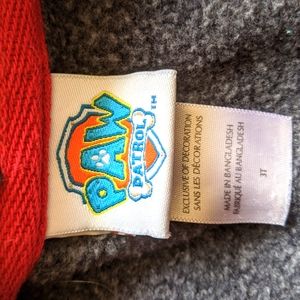 PAW
PATROL
TM
EXCLUSIVE OF DECORATION
SANS LES DÉCORATIONS
MADE IN BANGLADESH
FABRIQUÉ AU BANGLADESH
3T